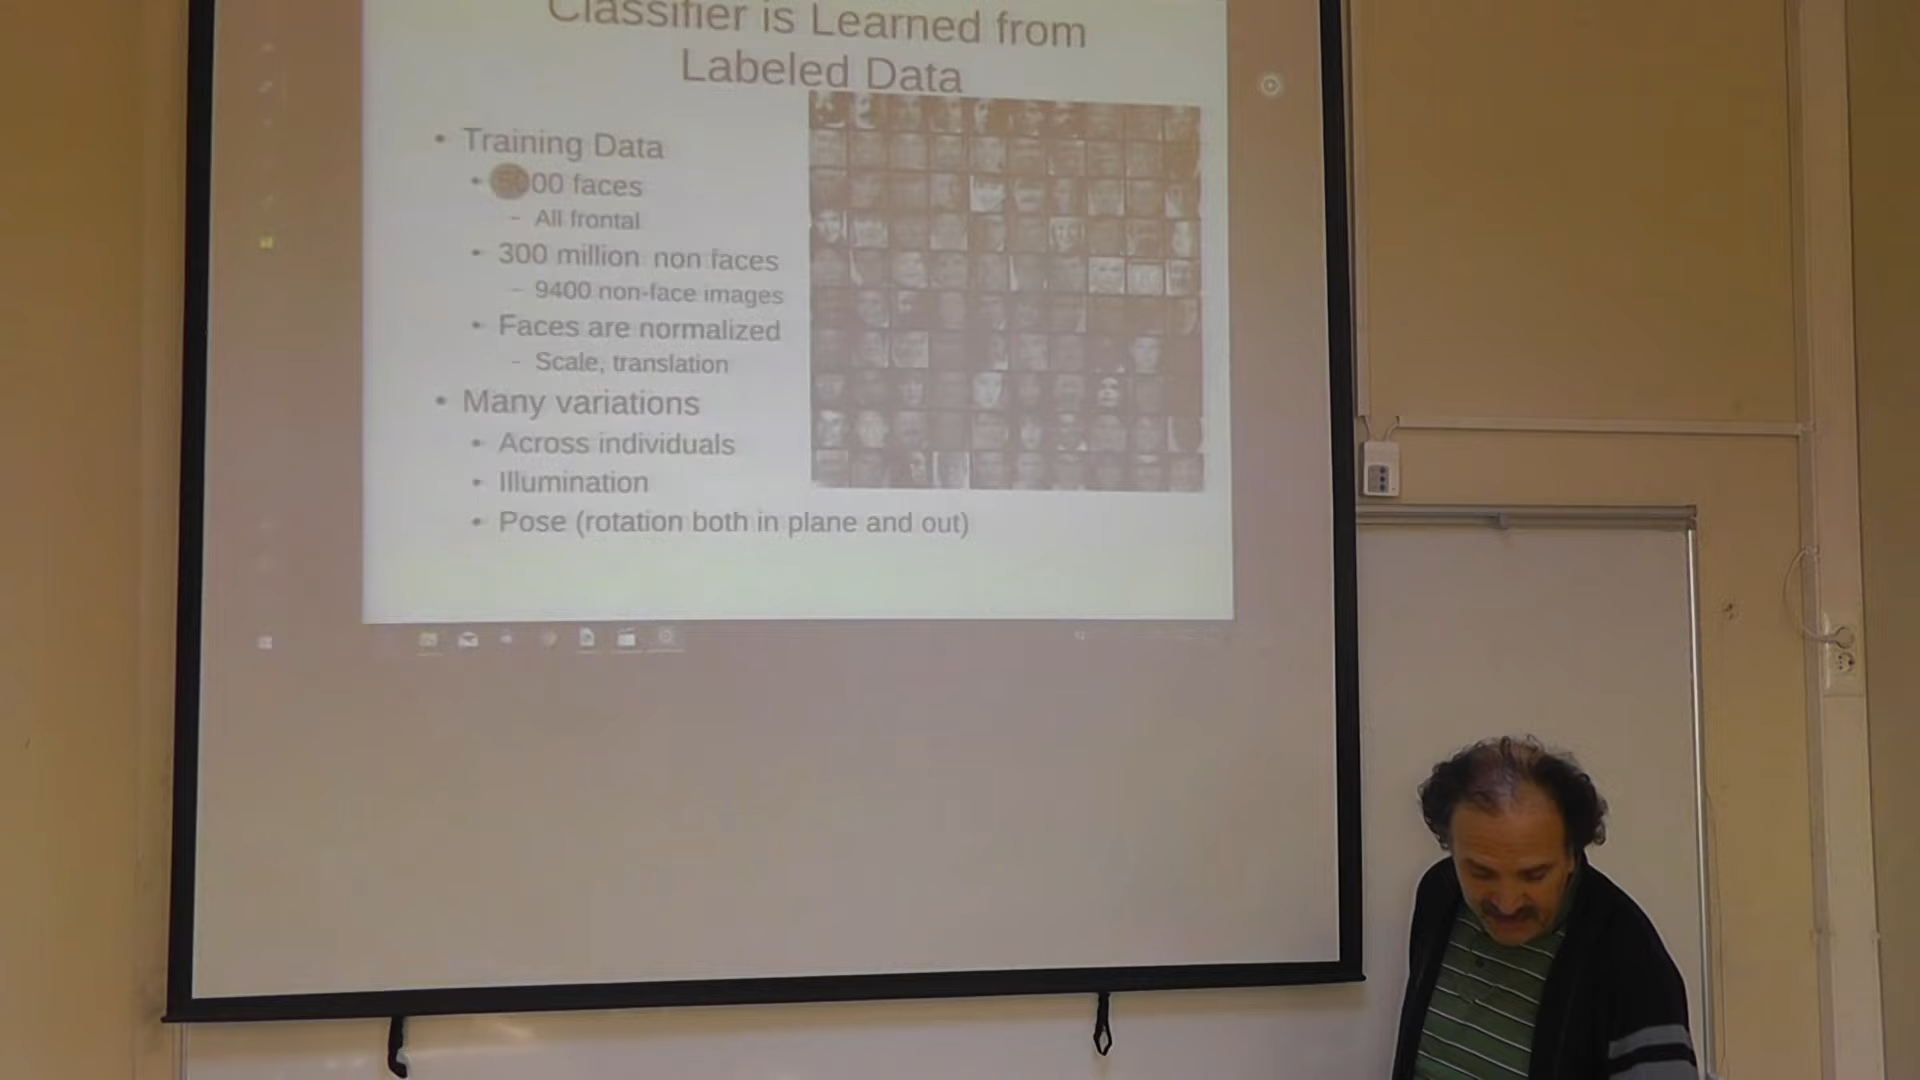 Classifier is Learned from
Labeled Data
• Training Data
• 5000 faces
– All frontal
• 300 million non faces
– 9400 non-face images
• Faces are normalized
– Scale, translation
• Many variations
• Across individuals
• Illumination
• Pose (rotation both in plane and out)